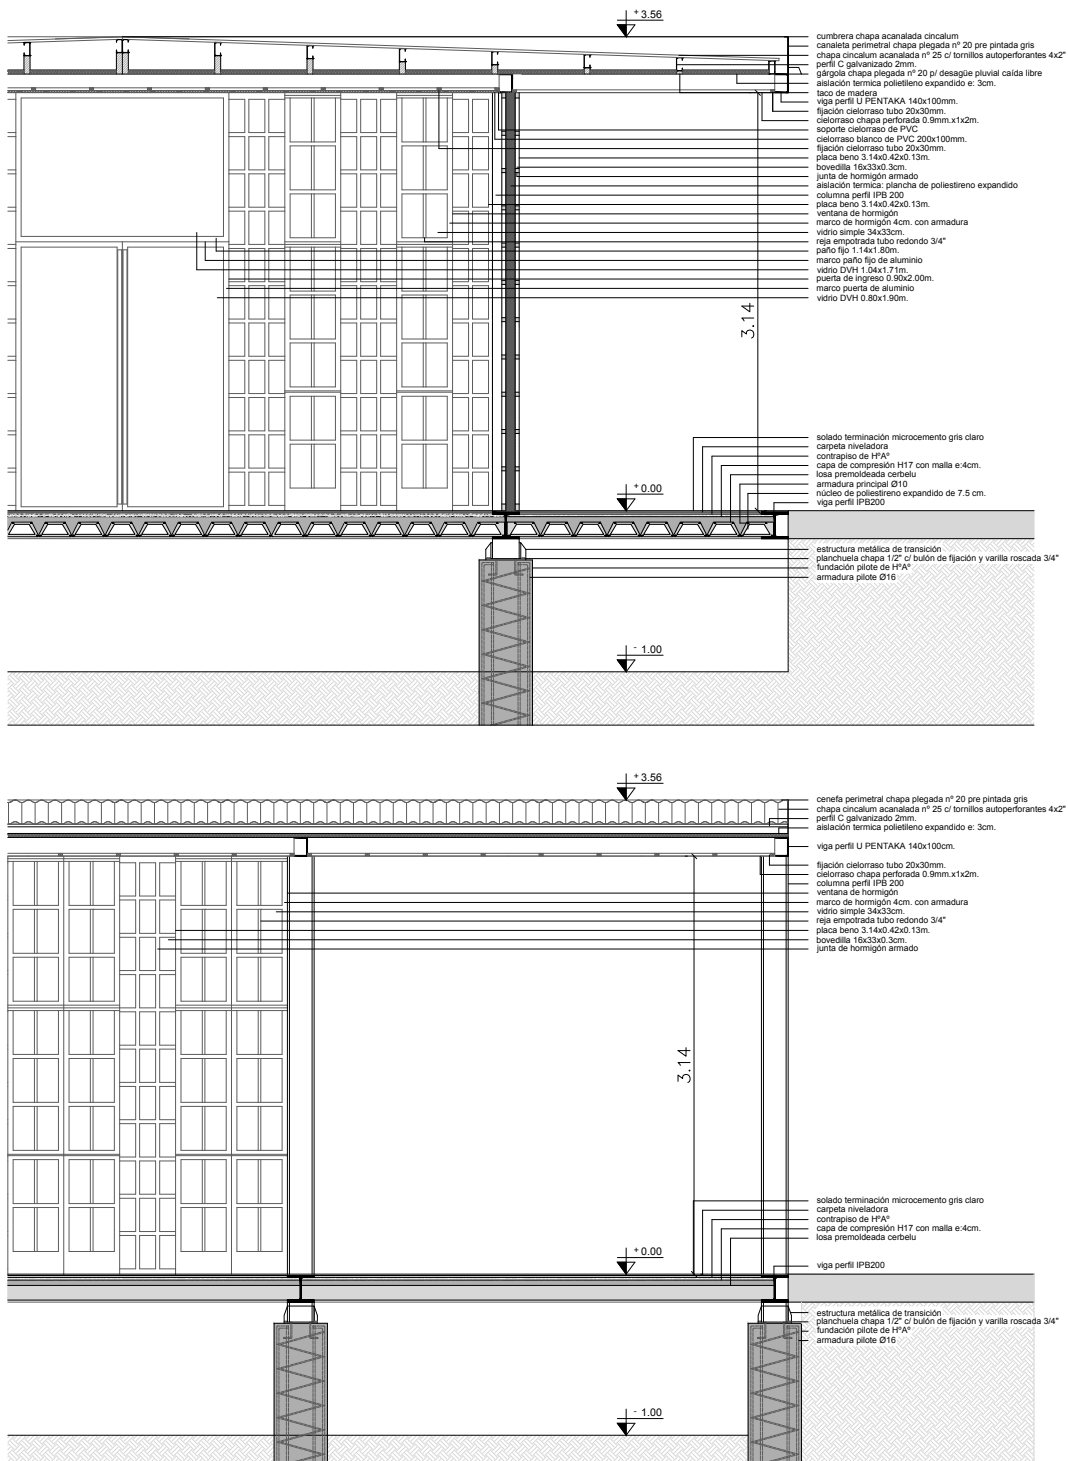 + 3.56
cumbrera chapa acanalada cincalum
canaleta perimetral chapa plegada nº 20 pre pintada gris
chapa cincalum acanalada nº 25 c/ tornillos autoperforantes 4x2"
perfil C galvanizado 2mm.
gárgola chapa plegada nº 20 p/ desagüe pluvial caída libre
aislación termica polietileno expandido e: 3cm.
taco de madera
viga perfil U PENTAKA 140x100mm.
fijación cielorraso tubo 20x30mm.
cielorraso chapa perforada 0.9mm.x1x2m.
soporte cielorraso de PVC
cielorraso blanco de PVC 200x100mm.
fijación cielorraso tubo 20x30mm.
placa beno 3.14x0.42x0.13m.
bovedilla 16x33x0.3cm.
junta de hormigón armado
aislación termica: plancha de poliestireno expandido
columna perfil IPB 200
placa beno 3.14x0.42x0.13m.
ventana de hormigón
marco de hormigón 4cm. con armadura
vidrio simple 34x33cm.
reja empotrada tubo redondo 3/4"
paño fijo 1.14x1.80m.
marco paño fijo de aluminio
vidrio DVH 1.04x1.71m.
puerta de ingreso 0.90x2.00m.
marco puerta de aluminio
vidrio DVH 0.80x1.90m.
3.14
solado terminación microcemento gris claro
carpeta niveladora
contrapiso de HºAº
capa de compresión H17 con malla e:4cm.
losa premoldeada cerbelu
armadura principal Ø10
núcleo de poliestireno expandido de 7.5 cm.
viga perfil IPB200
+ 0.00
estructura metálica de transición
planchuela chapa 1/2" c/ bulón de fijación y varilla roscada 3/4"
fundación pilote de HºAº
armadura pilote Ø16
- 1.00
+ 3.56
cenefa perimetral chapa plegada nº 20 pre pintada gris
chapa cincalum acanalada nº 25 c/ tornillos autoperforantes 4x2"
perfil C galvanizado 2mm.
aislación termica polietileno expandido e: 3cm.
viga perfil U PENTAKA 140x100cm.
fijación cielorraso tubo 20x30mm.
cielorraso chapa perforada 0.9mm.x1x2m.
columna perfil IPB 200
ventana de hormigón
marco de hormigón 4cm. con armadura
vidrio simple 34x33cm.
reja empotrada tubo redondo 3/4"
placa beno 3.14x0.42x0.13m.
bovedilla 16x33x0.3cm.
junta de hormigón armado
3.14
solado terminación microcemento gris claro
carpeta niveladora
contrapiso de HºAº
capa de compresión H17 con malla e:4cm.
losa premoldeada cerbelu
+ 0.00
viga perfil IPB200
estructura metálica de transición
planchuela chapa 1/2" c/ bulón de fijación y varilla roscada 3/4"
fundación pilote de HºAº
armadura pilote Ø16
- 1.00